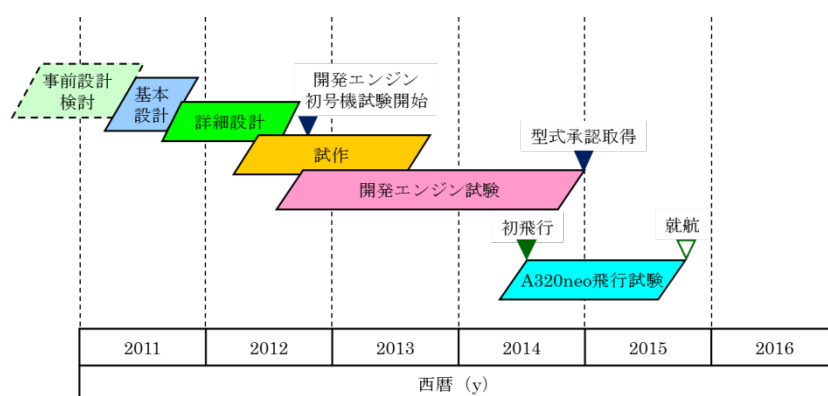 事前設計
検討
基本
設計
詳細設計
開発エンジン
初号機試験開始
試作
型式承認取得
開発エンジン試験
初飛行
就航
A320neo飛行試験
2011
2012
2013
2014
2015
2016
西暦（y）